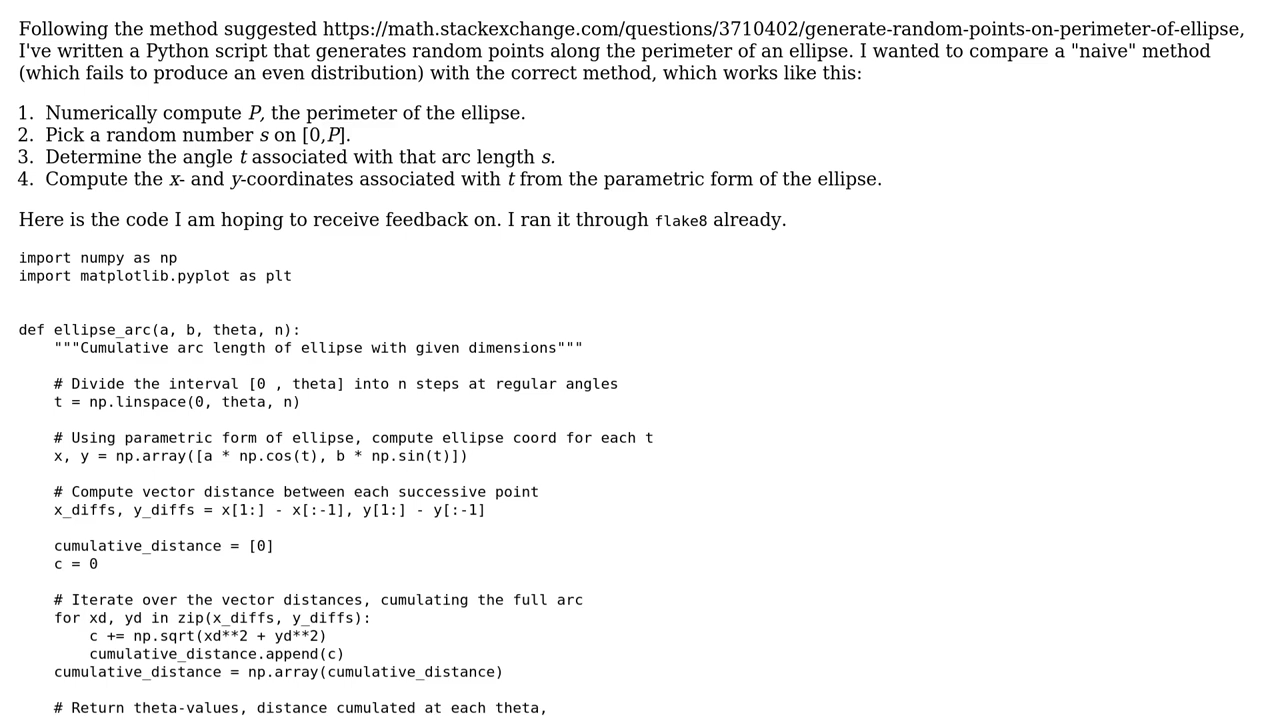 Following the method suggested https://math.stackexchange.com/questions/3710402/generate-random-points-on-perimeter-of-ellipse,
I've written a Python script that generates random points along the perimeter of an ellipse. I wanted to compare a "naive" method
(which fails to produce an even distribution) with the correct method, which works like this:
1. Numerically compute P, the perimeter of the ellipse.
2. Pick a random number s on [0,P].
3. Determine the angle t associated with that arc length s.
4. Compute the x- and y-coordinates associated with t from the parametric form of the ellipse.
Here is the code I am hoping to receive feedback on. I ran it through flake8 already.
import numpy as np
import matplotlib.pyplot as plt
def ellipse_arc(a, b, theta, n):
    """Cumulative arc length of ellipse with given dimensions"""
    # Divide the interval [0 , theta] into n steps at regular angles
    t = np.linspace(0, theta, n)
    # Using parametric form of ellipse, compute ellipse coord for each t
    x, y = np.array([a * np.cos(t), b * np.sin(t)])
    # Compute vector distance between each successive point
    x_diffs, y_diffs = x[1:] - x[:-1], y[1:] - y[:-1]
    cumulative_distance = [0]
    c = 0
    # Iterate over the vector distances, cumulating the full arc
    for xd, yd in zip(x_diffs, y_diffs):
        c += np.sqrt(xd**2 + yd**2)
        cumulative_distance.append(c)
    cumulative_distance = np.array(cumulative_distance)
    # Return theta-values, distance cumulated at each theta,